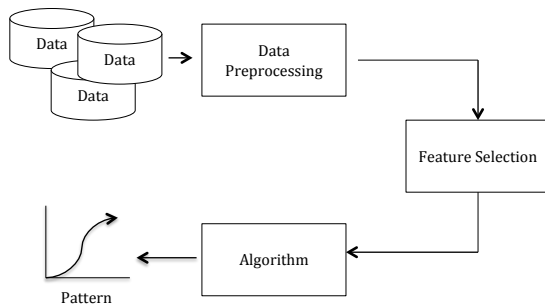 Data
Data
Data
Data
Preprocessing
Feature Selection
Algorithm
Pattern